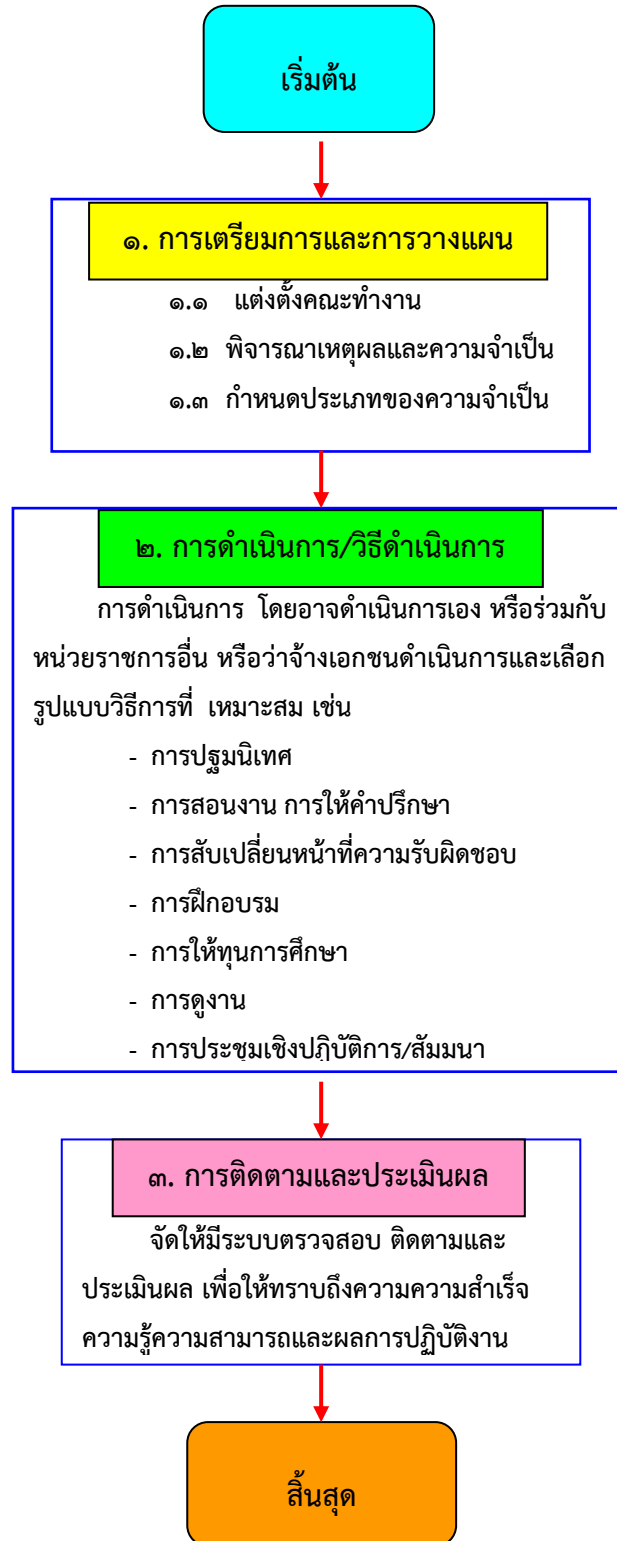 เริ่มต้น
๑. การเตรียมการและการวางแผน
๑.๑ แต่งตั้งคณะทำงาน
๑.๒ พิจารณาเหตุผลและความจำเป็น
๑.๓ กำหนดประเภทของความจำเป็น
๒. การดำเนินการ/วิธีดำเนินการ
การดำเนินการ โดยอาจดำเนินการเอง หรือร่วมกับ
หน่วยราชการอื่น หรือว่าจ้างเอกชนดำเนินการและเลือก
รูปแบบวิธีการที่ เหมาะสม เช่น
- การปฐมนิเทศ
- การสอนงาน การให้คำปรึกษา
- การสับเปลี่ยนหน้าที่ความรับผิดชอบ
- การฝึกอบรม
- การให้ทุนการศึกษา
- การดูงาน
- การประชุมเชิงปฏิบัติการ/สัมมนา
๓. การติดตามและประเมินผล
จัดให้มีระบบตรวจสอบ ติดตามและ
ประเมินผล เพื่อให้ทราบถึงความความสำเร็จ
ความรู้ความสามารถและผลการปฏิบัติงาน
สิ้นสุด